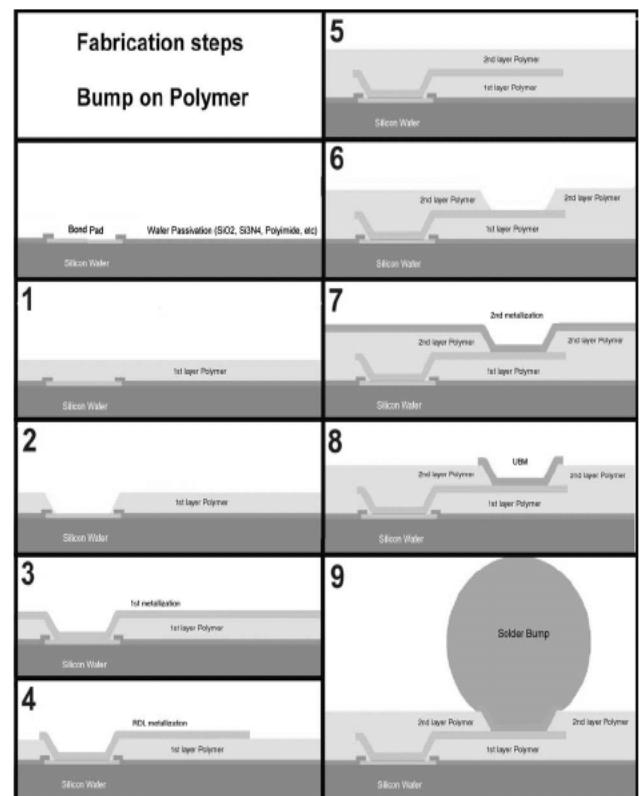 Fabrication steps
Bump on Polymer
Bond Pad
Wafer Passivation (SiO2, Si3N4, Polyimide, etc)
Silicon Wafer
1
1st layer Polymer
Silicon Wafer
2
1st layer Polymer
Silicon Wafer
3
1st metallization
1st layer Polymer
Silicon Wafer
4
RDL metallization
1st layer Polymer
Silicon Wafer
5
2nd layer Polymer
1st layer Polymer
Silicon Wafer
6
2nd layer Polymer
2nd layer Polymer
1st layer Polymer
Silicon Wafer
7
2nd metallization
2nd layer Polymer
2nd layer Polymer
1st layer Polymer
Silicon Wafer
8
UBM
2nd layer Polymer
2nd layer Polymer
1st layer Polymer
Silicon Wafer
9
Solder Bump
2nd layer Polymer
2nd layer Polymer
1st layer Polymer
Silicon Wafer